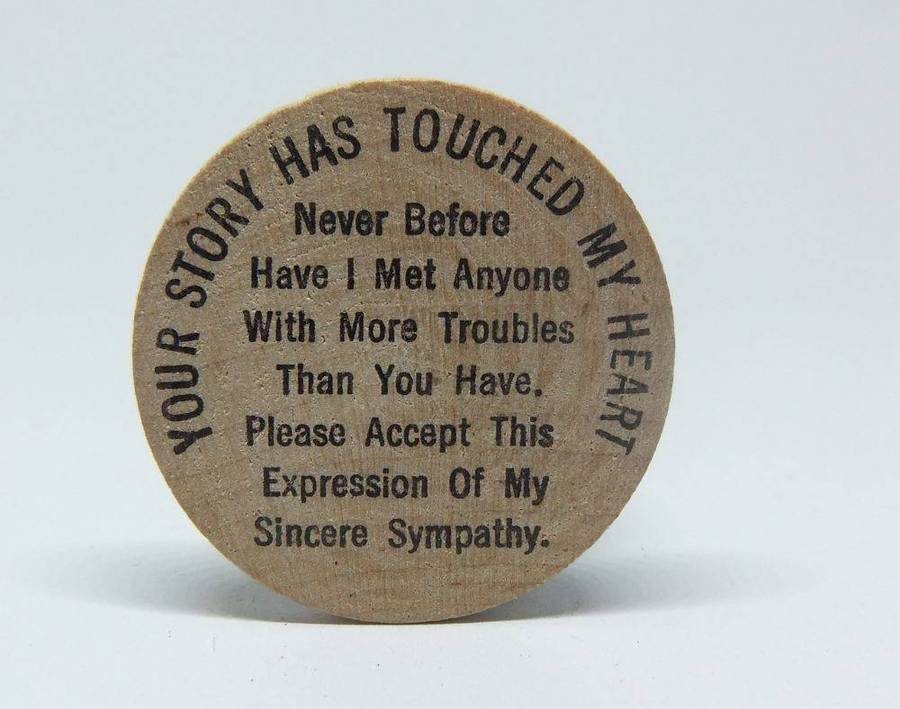 YOUR STORY HAS TOUCHED MY HEART
Never Before
Have I Met Anyone
With More Troubles
Than You Have.
Please Accept This
Expression Of My
Sincere Sympathy.